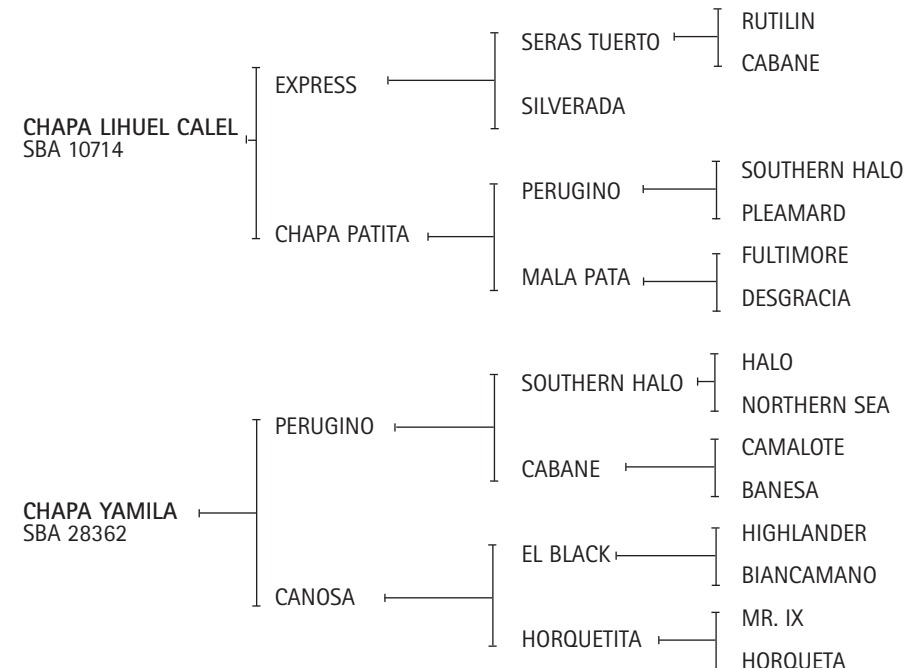 RUTILIN
SERAS TUERTO
CABANE
EXPRESS
SILVERADA
CHAPA LIHUEL CALEL
SBA 10714
SOUTHERN HALO
PERUGINO
PLEAMARD
CHAPA PATITA
FULTIMORE
MALA PATA
DESGRACIA
HALO
SOUTHERN HALO
NORTHERN SEA
PERUGINO
CAMALOTE
CABANE
BANESA
CHAPA YAMILA
SBA 28362
HIGHLANDER
EL BLACK
BIANCAMANO
CANOSA
MR. IX
HORQUETITA
HORQUETA